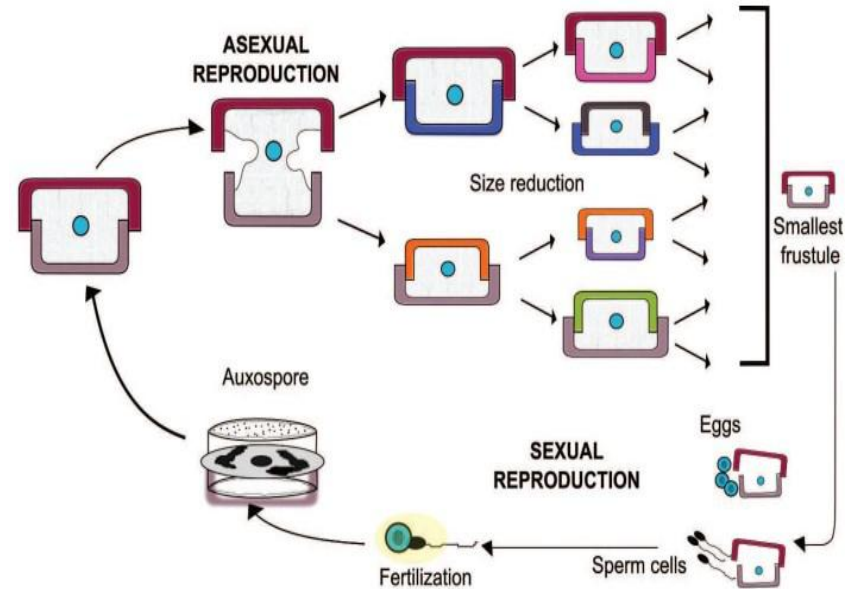 ASEXUAL
REPRODUCTION
Size reduction
Smallest
frustule
Auxospore
Eggs
SEXUAL
REPRODUCTION
Sperm cells
Fertilization